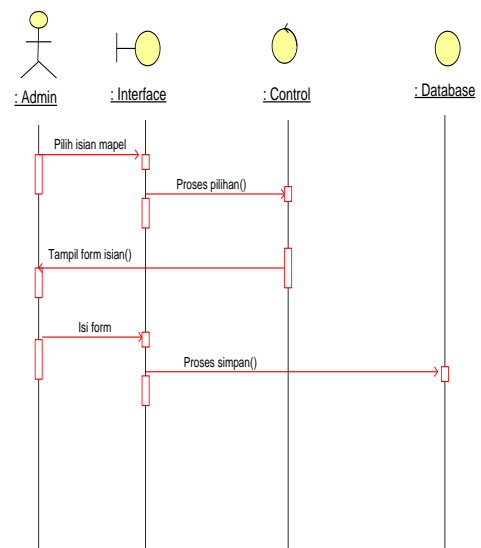 : Admin
: Interface
: Control
: Database
Pilih isian mapel
Proses pilihan()
Tampil form isian()
Isi form
Proses simpan()